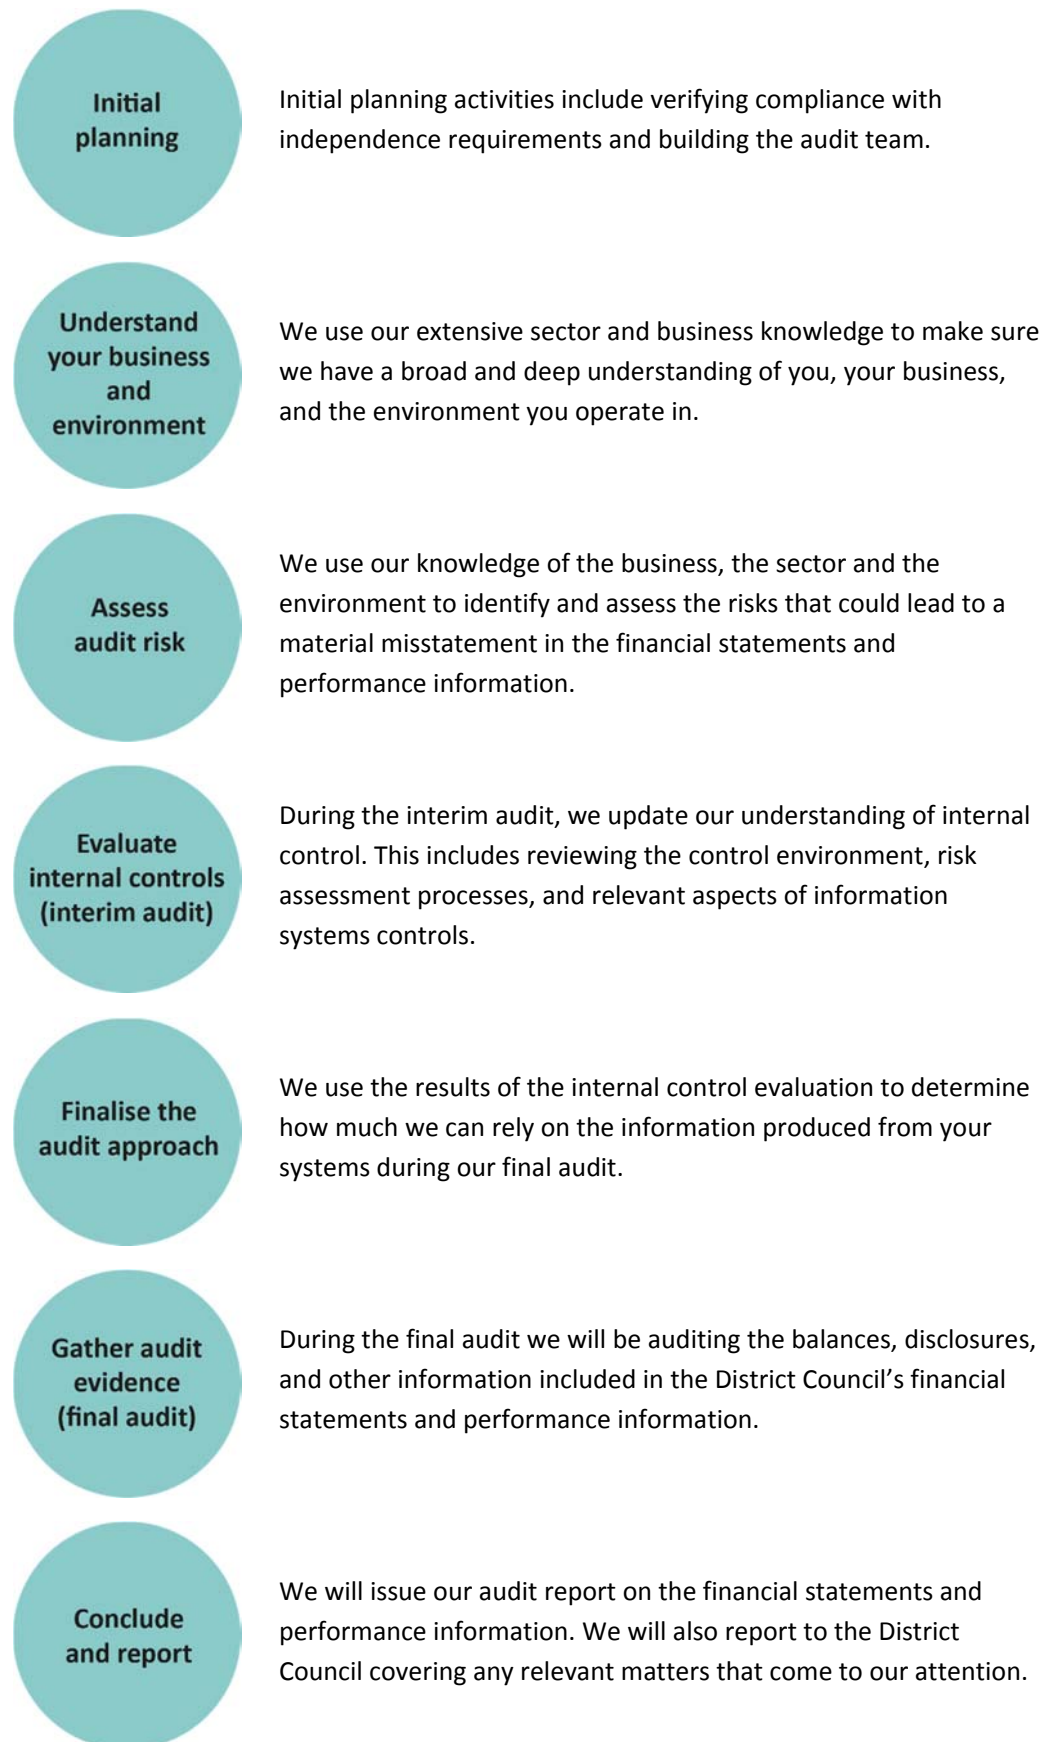 Initial
planning
Initial planning activities include verifying compliance with
independence requirements and building the audit team.
Understand
your business
and
environment
We use our extensive sector and business knowledge to make sure
we have a broad and deep understanding of you, your business,
and the environment you operate in.
Assess
audit risk
We use our knowledge of the business, the sector and the
environment to identify and assess the risks that could lead to a
material misstatement in the financial statements and
performance information.
Evaluate
internal controls
(interim audit)
During the interim audit, we update our understanding of internal
control. This includes reviewing the control environment, risk
assessment processes, and relevant aspects of information
systems controls.
Finalise the
audit approach
We use the results of the internal control evaluation to determine
how much we can rely on the information produced from your
systems during our final audit.
Gather audit
evidence
(final audit)
During the final audit we will be auditing the balances, disclosures,
and other information included in the District Council’s financial
statements and performance information.
Conclude
and report
We will issue our audit report on the financial statements and
performance information. We will also report to the District
Council covering any relevant matters that come to our attention.